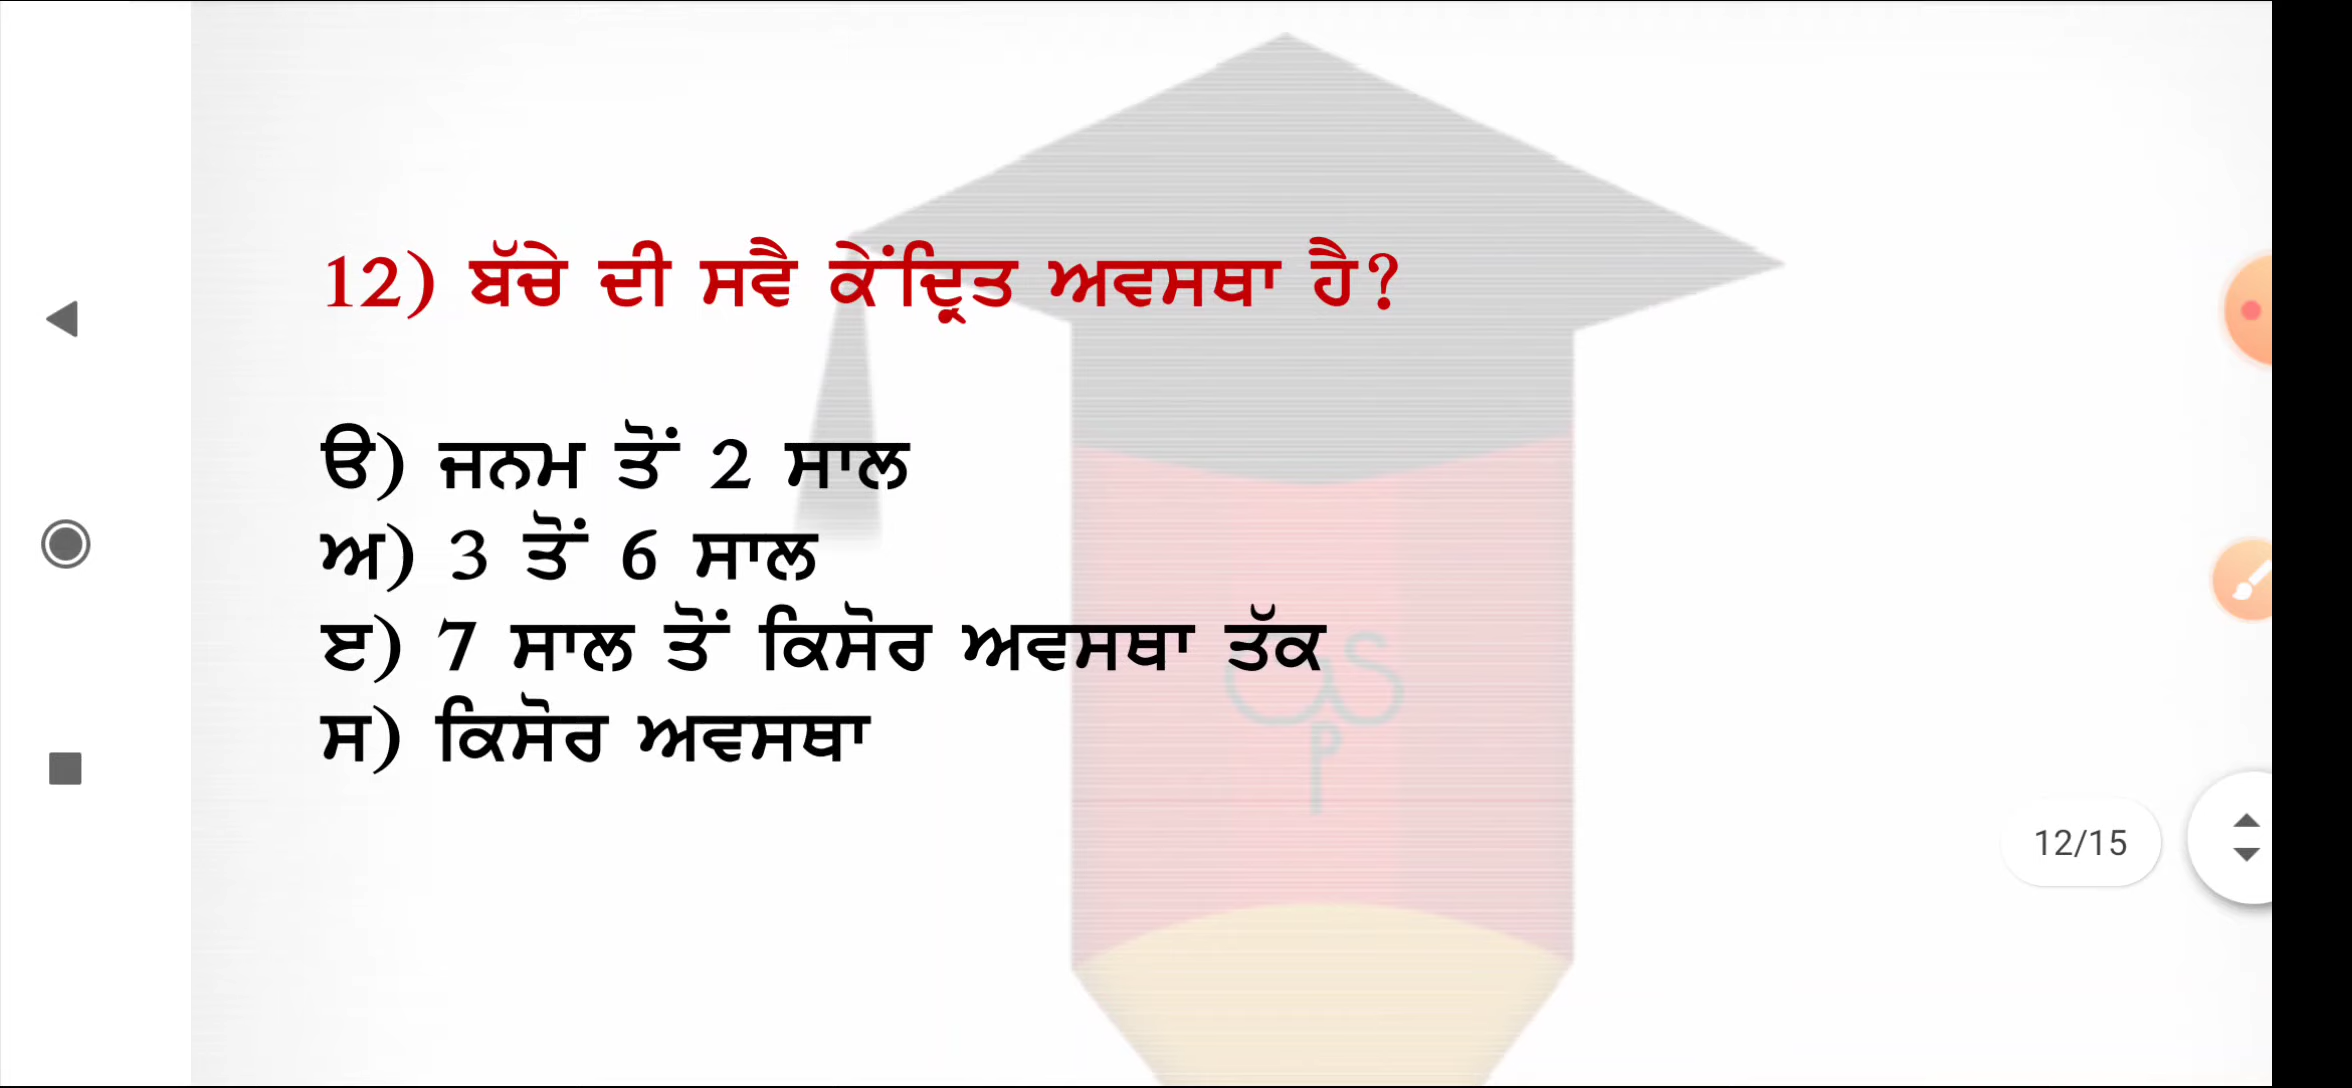 12) ਬੱਚੇ ਦੀ ਸਵੈ ਕੇਂਦ੍ਰਿਤ ਅਵਸਥਾ ਹੈ?
ੳ) ਜਨਮ ਤੋਂ 2 ਸਾਲ
ਅ) 3 ਤੋਂ 6 ਸਾਲ
ੲ) 7 ਸਾਲ ਤੋਂ ਕਿਸੋਰ ਅਵਸਥਾ ਤੱਕ
ਸ) ਕਿਸੋਰ ਅਵਸਥਾ
12/15